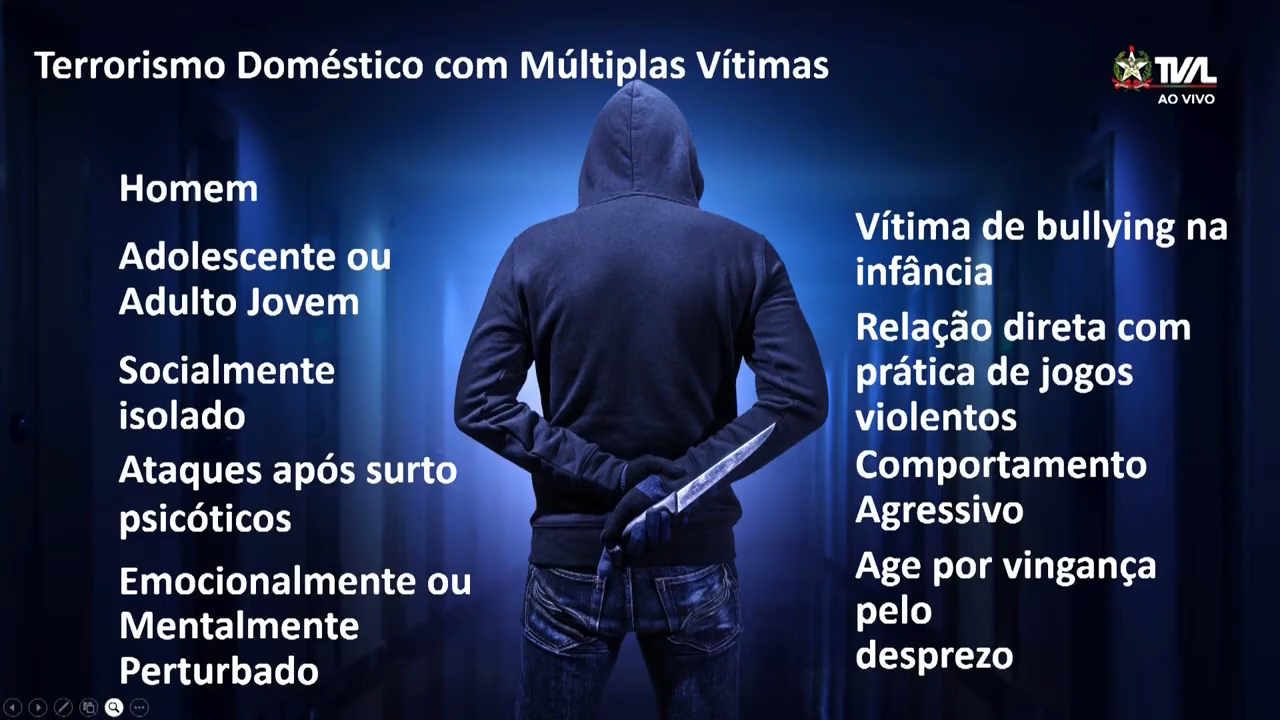 Terrorismo Doméstico com Múltiplas Vítimas
TVAL
AO VIVO
Homem
Adolescente ou
Adulto Jovem
Socialmente
isolado
Ataques após surto
psicóticos
Emocionalmente ou
Mentalmente
Perturbado
Vítima de bullying na
infância
Relação direta com
prática de jogos
violentos
Comportamento
Agressivo
Age por vingança
pelo
desprezo